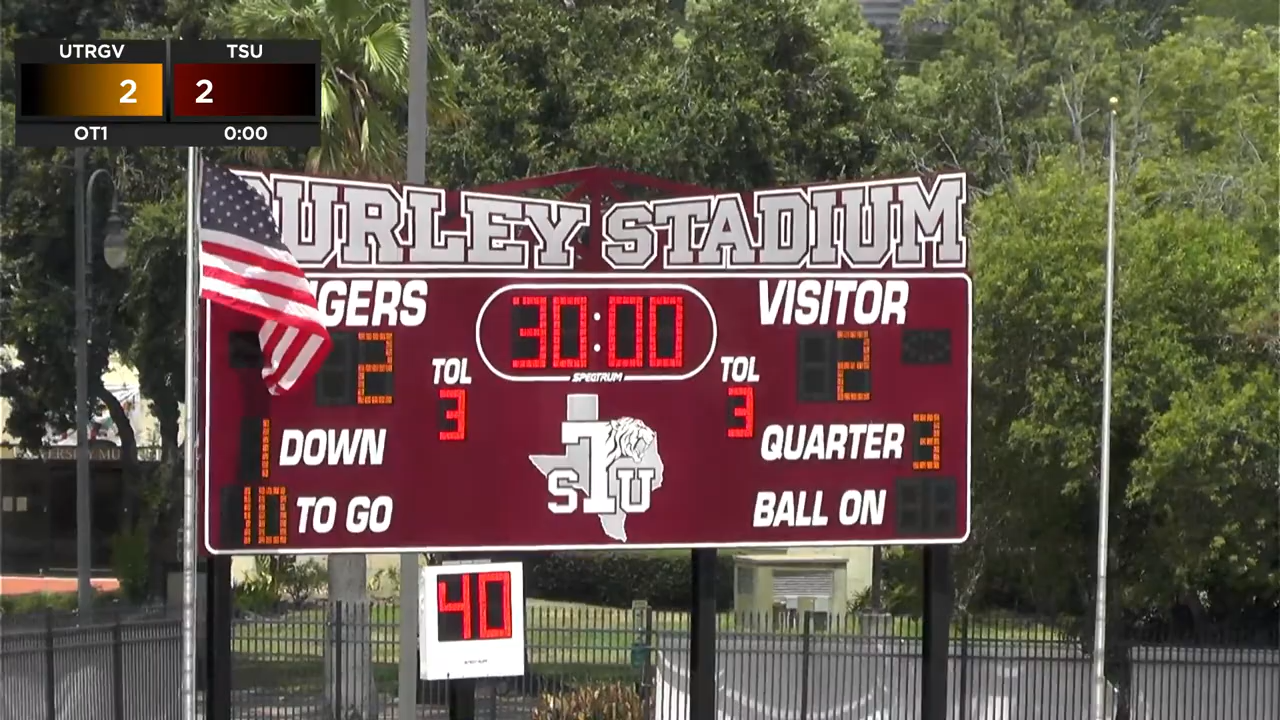 UTRGV TSU
2 2
OT1 0:00
URLEY STADIUM
GERS 30:00 VISITOR
2 TOL SPECTRUM TOL 2
3 3
1 DOWN QUARTER 3
10 TO GO STU BALL ON
40